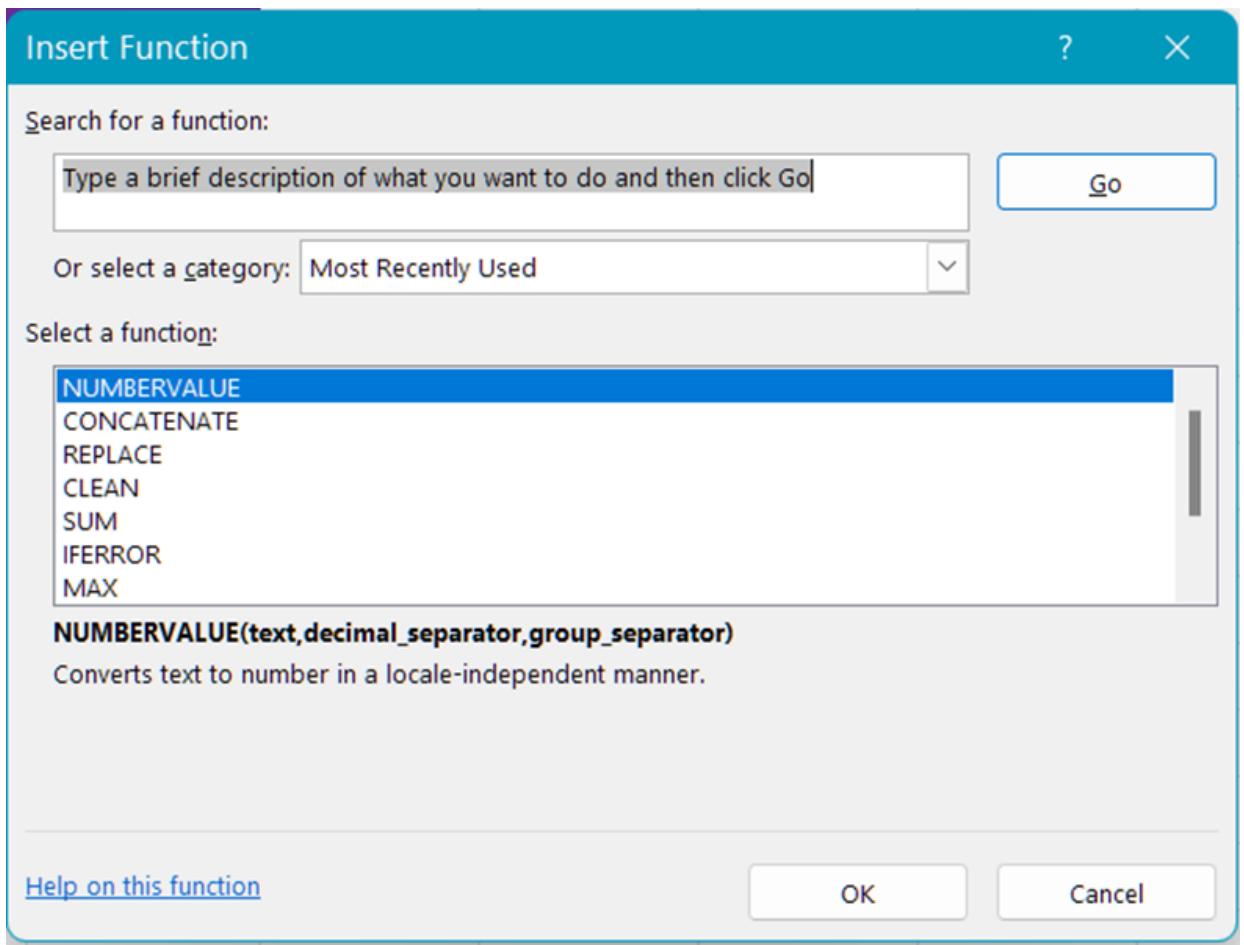 Insert Function ?
Search for a function:
Type a brief description of what you want to do and then click Go
Go
Or select a category: Most Recently Used
Select a function:
NUMBERVALUE
CONCATENATE
REPLACE
CLEAN
SUM
IFERROR
MAX
NUMBERVALUE(text,decimal_separator,group_separator)
Converts text to number in a locale-independent manner.
Help on this function
OK Cancel